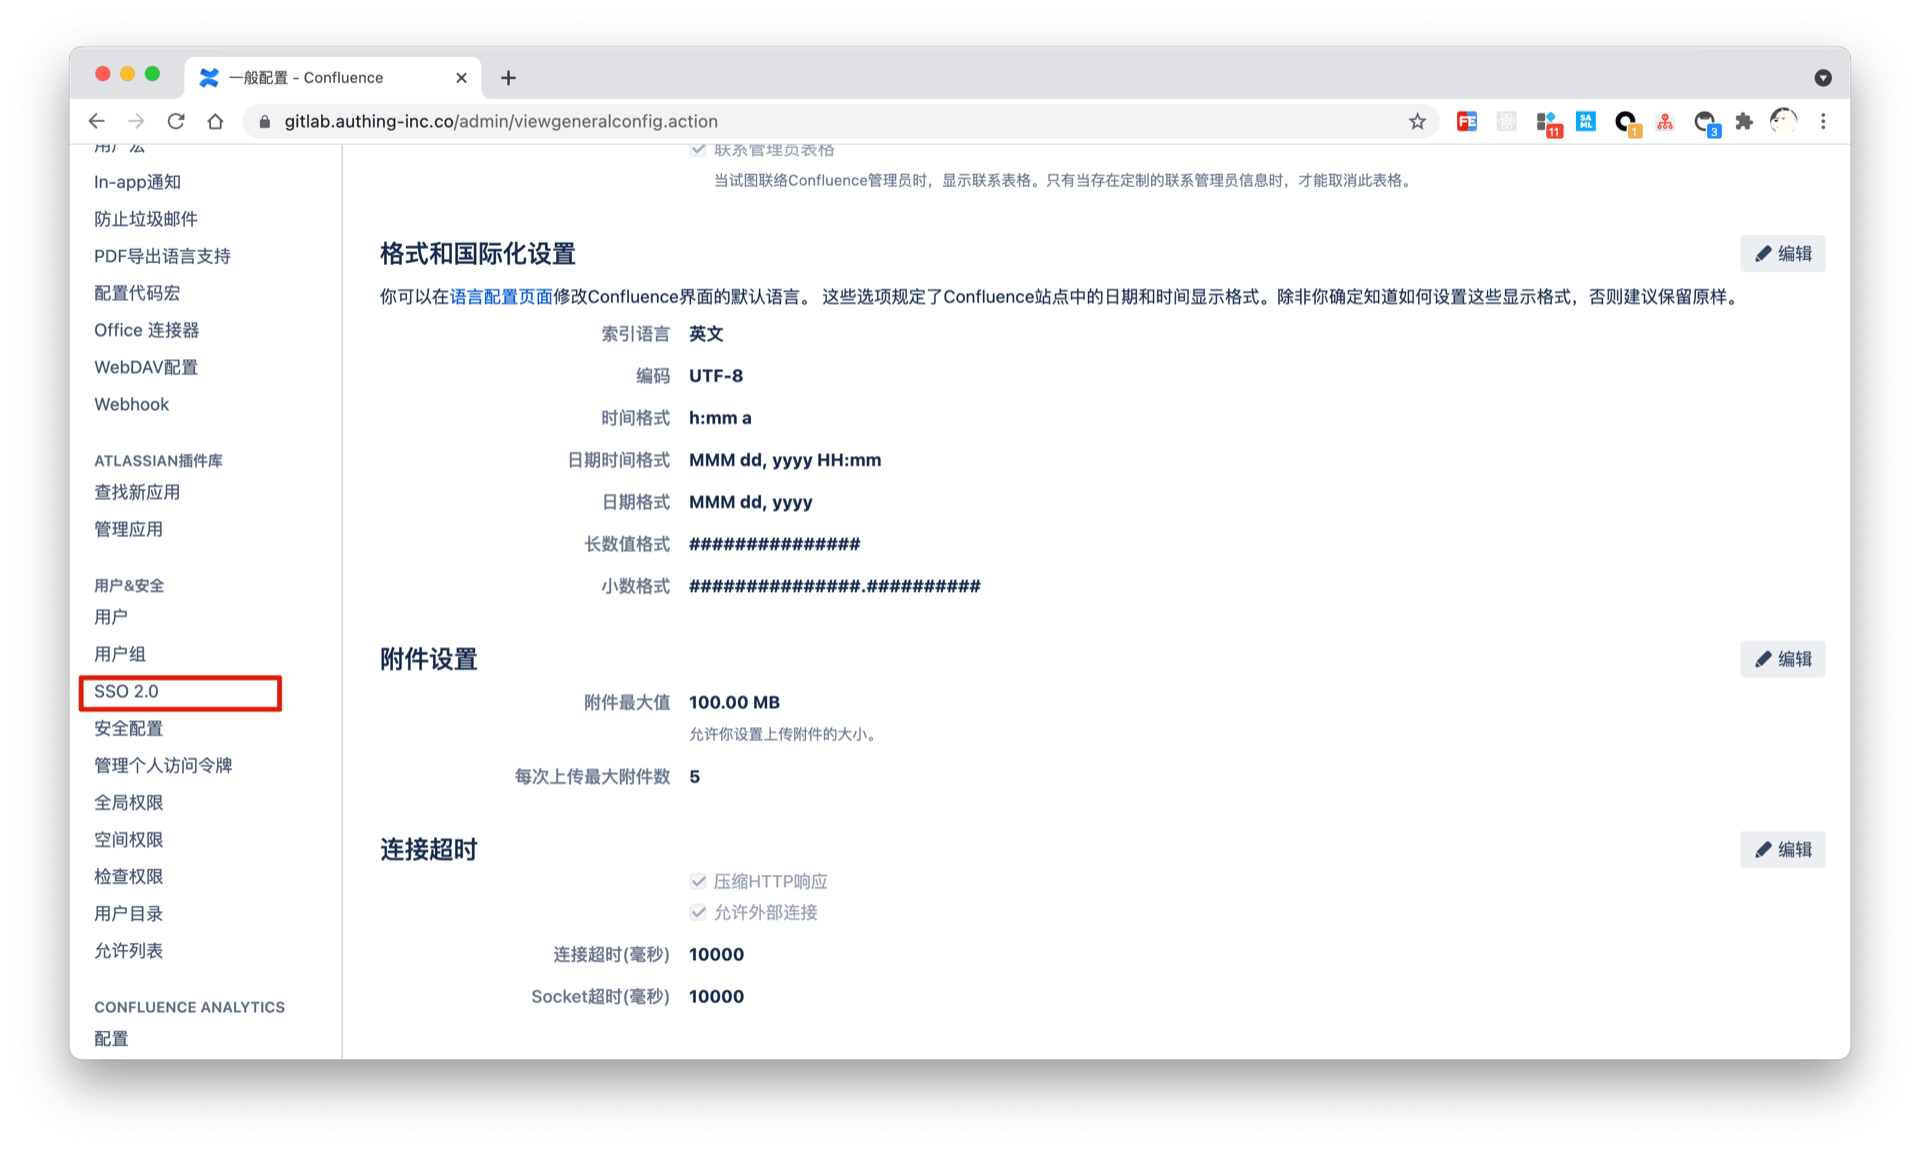 一般配置 - Confluence
gitlab.authing-inc.co/admin/viewgeneralconfig.action
FE
11
SA
ML
1
3
用户宏
In-app通知
防止垃圾邮件
PDF导出语言支持
配置代码宏
Office 连接器
WebDAV配置
Webhook
ATLASSIAN插件库
查找新应用
管理应用
用户&安全
用户
用户组
SSO 2.0
安全配置
管理个人访问令牌
全局权限
空间权限
检查权限
用户目录
允许列表
CONFLUENCE ANALYTICS
配置
联系管理员表格
当试图联络Confluence管理员时，显示联系表格。只有当存在定制的联系管理员信息时，才能取消此表格。
格式和国际化设置
编辑
你可以在语言配置页面修改Confluence界面的默认语言。 这些选项规定了Confluence站点中的日期和时间显示格式。除非你确定知道如何设置这些显示格式，否则建议保留原样。
索引语言 英文
编码 UTF-8
时间格式 h:mm a
日期时间格式 MMM dd, yyyy HH:mm
日期格式 MMM dd, yyyy
长数值格式 ###############
小数格式 ###############.##########
附件设置
编辑
附件最大值 100.00 MB
允许你设置上传附件的大小。
每次上传最大附件数 5
连接超时
编辑
压缩HTTP响应
允许外部连接
连接超时(毫秒) 10000
Socket超时(毫秒) 10000